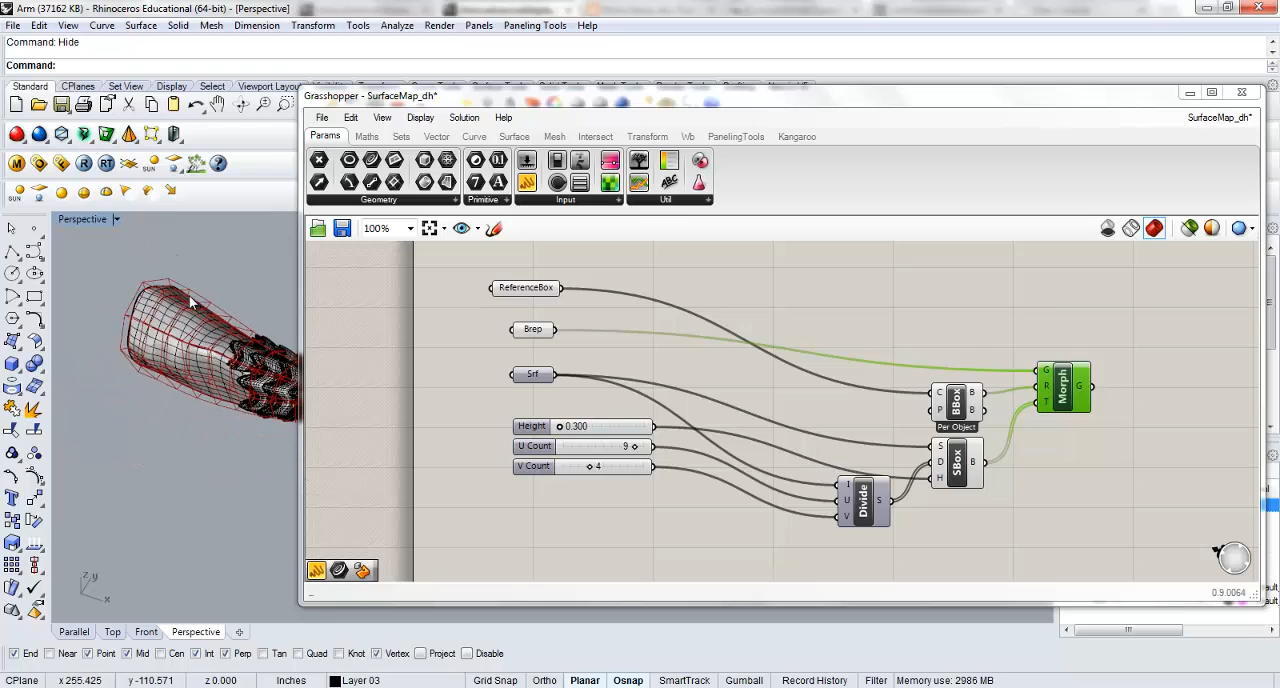 Arm (37162 KB) - Rhinoceros Educational (64-bit) - [Perspective]
File Edit View Curve Surface Solid Mesh Dimension Transform Tools Analyze Render Panels Paneling Tools Help
Command: Hide
Command:
Standard CPlanes Set View Display Select Viewport Layou
Grasshopper - SurfaceMap_dh*
File Edit View Display Solution Help
SurfaceMap_dh*
Params Maths Sets Vector Curve Surface Mesh Intersect Transform Wb PanelingTools Kangaroo
Geometry Primitive Input Util
100%
Perspective
ReferenceBox
Brep
Srf
Height 0.300
U Count 9
V Count 4
I U V Divide S
C P BBox B B
Per Object
S D H SBox B
G R T Morph G
0.9.0064
z y x
Parallel Top Front Perspective
End Near Point Mid Cen Int Perp Tan Quad Knot Vertex Project Disable
CPlane x 255.425 y -110.571 z 0.000 Inches Layer 03 Grid Snap Ortho Planar Osnap SmartTrack Gumball Record History Filter Memory use: 2986 MB